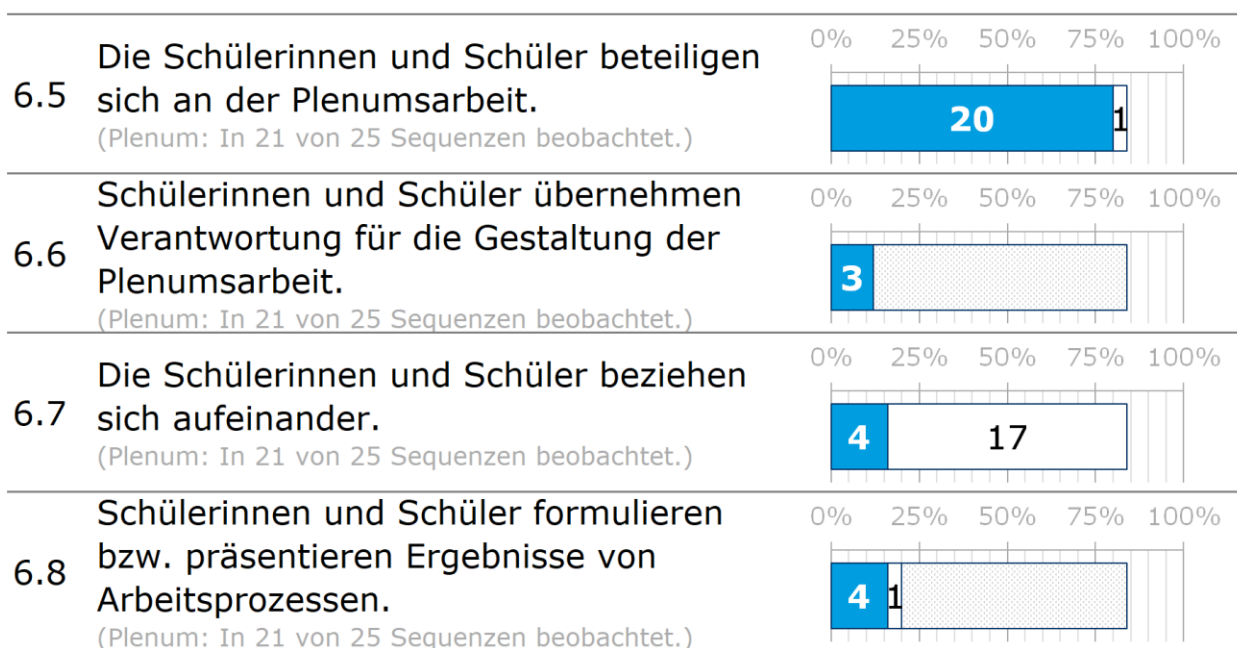 0% 25% 50% 75% 100%
6.5 Die Schülerinnen und Schüler beteiligen
sich an der Plenumsarbeit.
(Plenum: In 21 von 25 Sequenzen beobachtet.)
20 1
0% 25% 50% 75% 100%
6.6 Schülerinnen und Schüler übernehmen
Verantwortung für die Gestaltung der
Plenumsarbeit.
(Plenum: In 21 von 25 Sequenzen beobachtet.)
3
0% 25% 50% 75% 100%
6.7 Die Schülerinnen und Schüler beziehen
sich aufeinander.
(Plenum: In 21 von 25 Sequenzen beobachtet.)
4 17
0% 25% 50% 75% 100%
6.8 Schülerinnen und Schüler formulieren
bzw. präsentieren Ergebnisse von
Arbeitsprozessen.
(Plenum: In 21 von 25 Sequenzen beobachtet.)
4 1